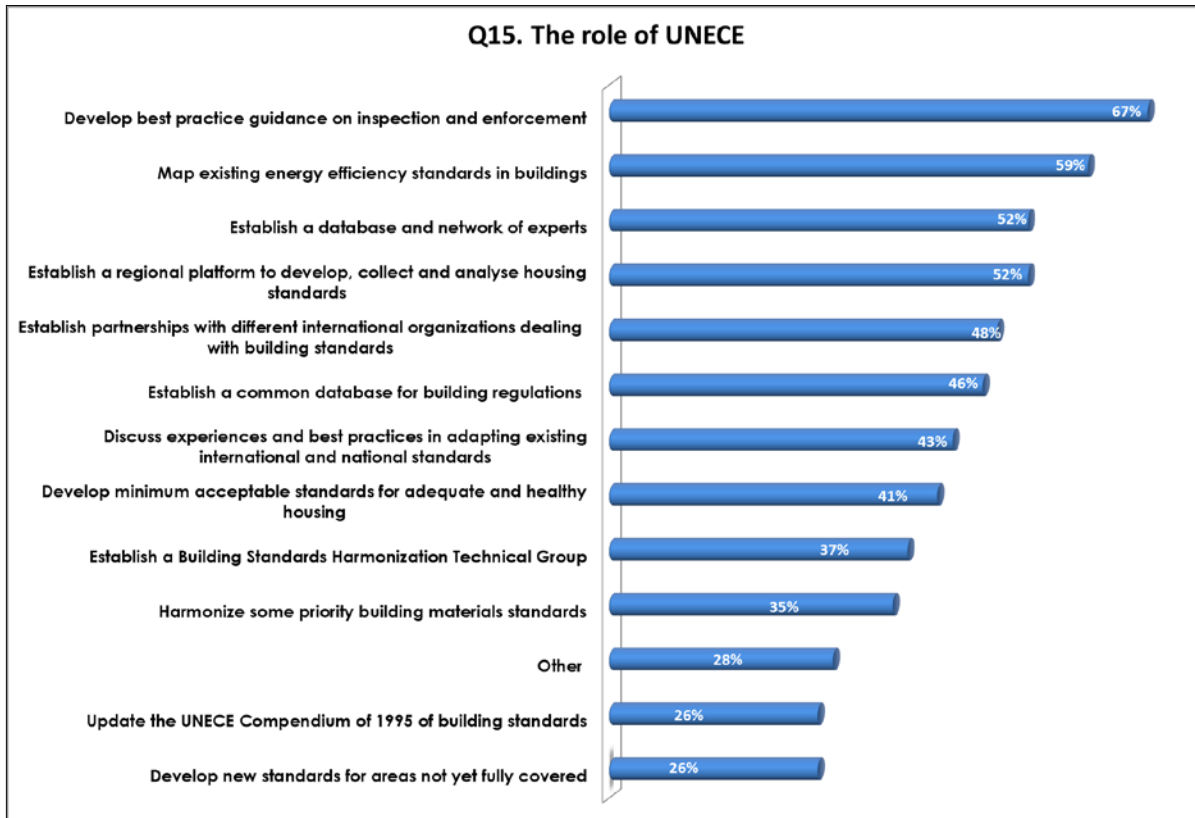 Q15. The role of UNECE
Develop best practice guidance on inspection and enforcement
67%
Map existing energy efficiency standards in buildings
59%
Establish a database and network of experts
52%
Establish a regional platform to develop, collect and analyse housing
standards
52%
Establish partnerships with different international organizations dealing
with building standards
48%
Establish a common database for building regulations
46%
Discuss experiences and best practices in adapting existing
international and national standards
43%
Develop minimum acceptable standards for adequate and healthy
housing
41%
Establish a Building Standards Harmonization Technical Group
37%
Harmonize some priority building materials standards
35%
Other
28%
Update the UNECE Compendium of 1995 of building standards
26%
Develop new standards for areas not yet fully covered
26%